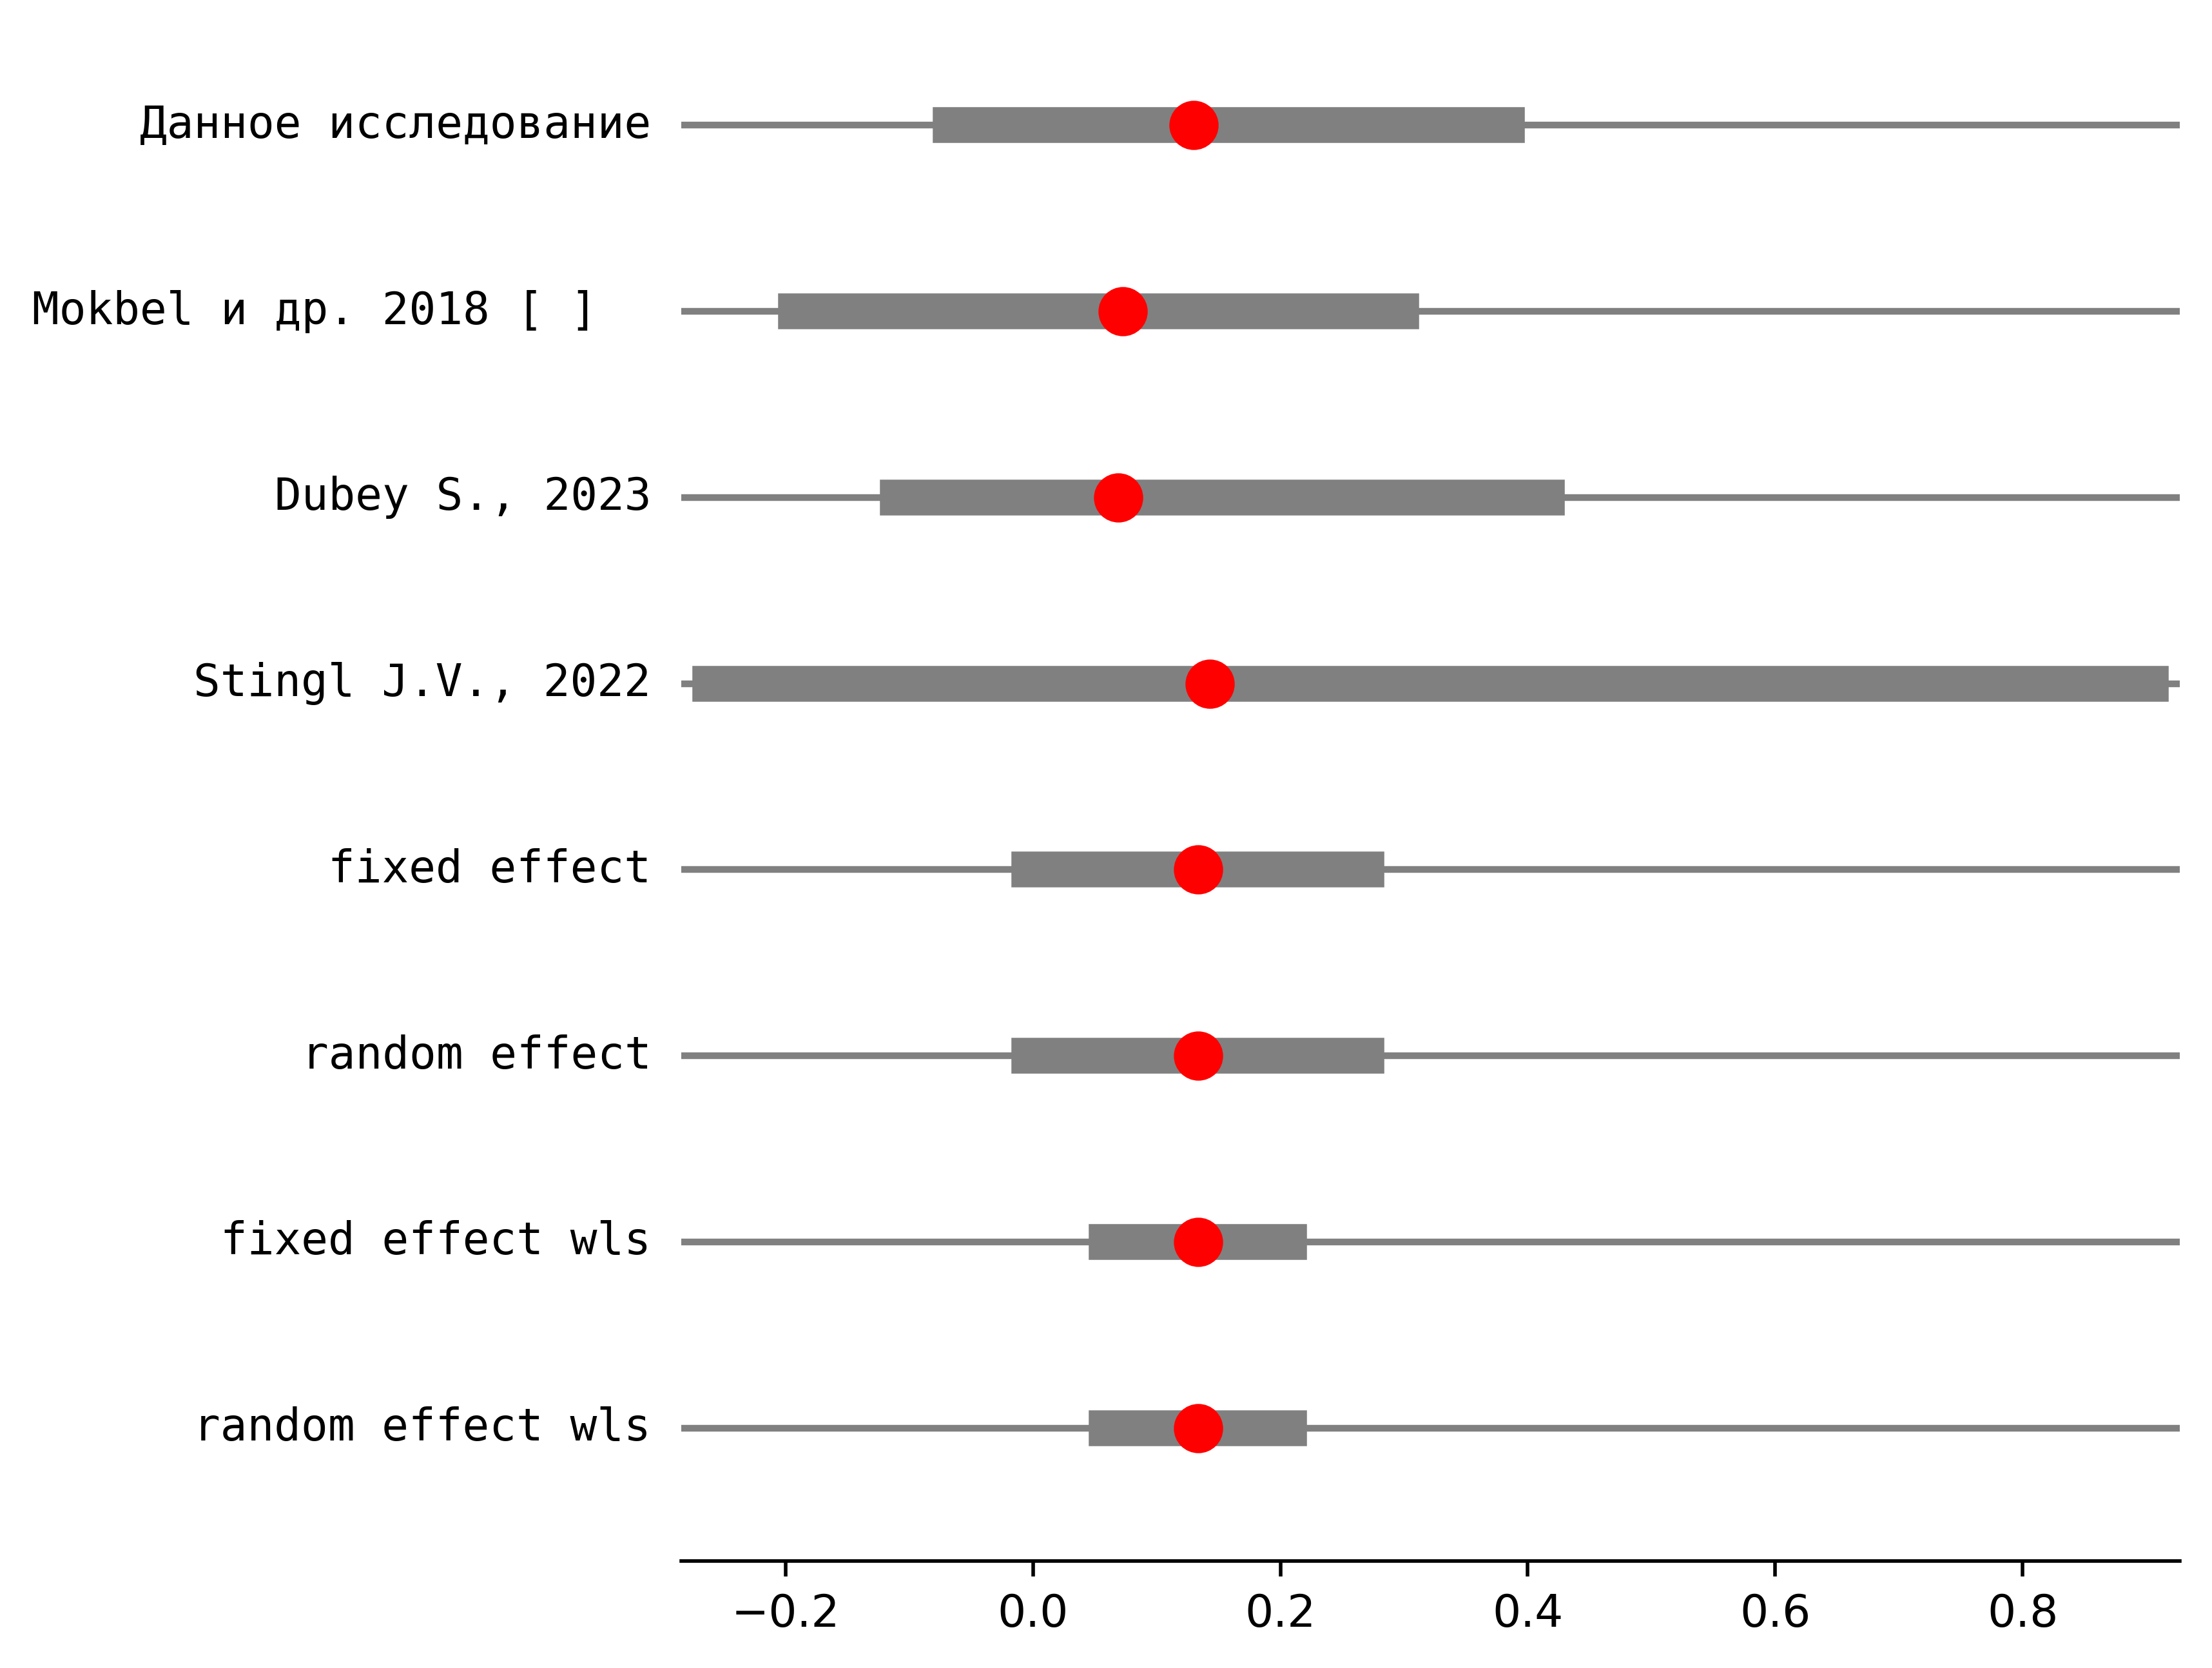 Данное исследование
Mokbel и др. 2018 [ ]
Dubey S., 2023
Stingl J.V., 2022
fixed effect
random effect
fixed effect wls
random effect wls
−0.2 0.0 0.2 0.4 0.6 0.8